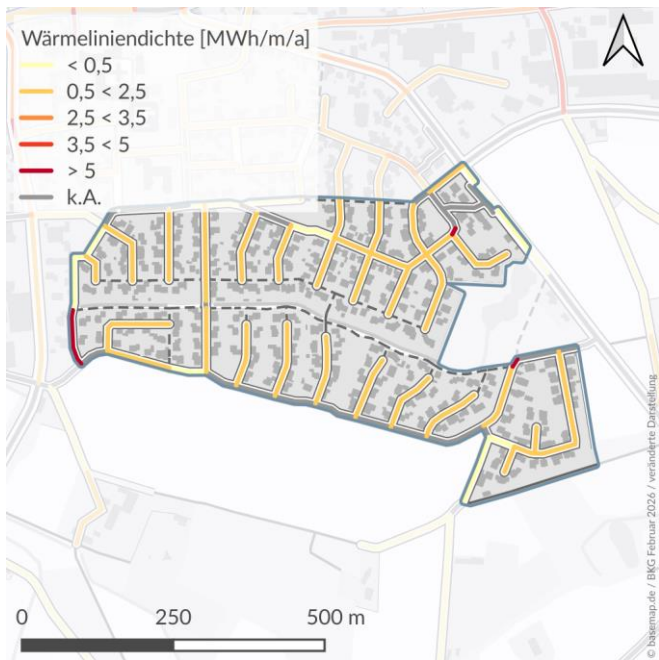 Wärmeliniendichte [MWh/m/a]
< 0,5
0,5 < 2,5
2,5 < 3,5
3,5 < 5
> 5
k.A.
0 250 500 m
© basemap.de / BKG Februar 2026 / veränderte Darstellung